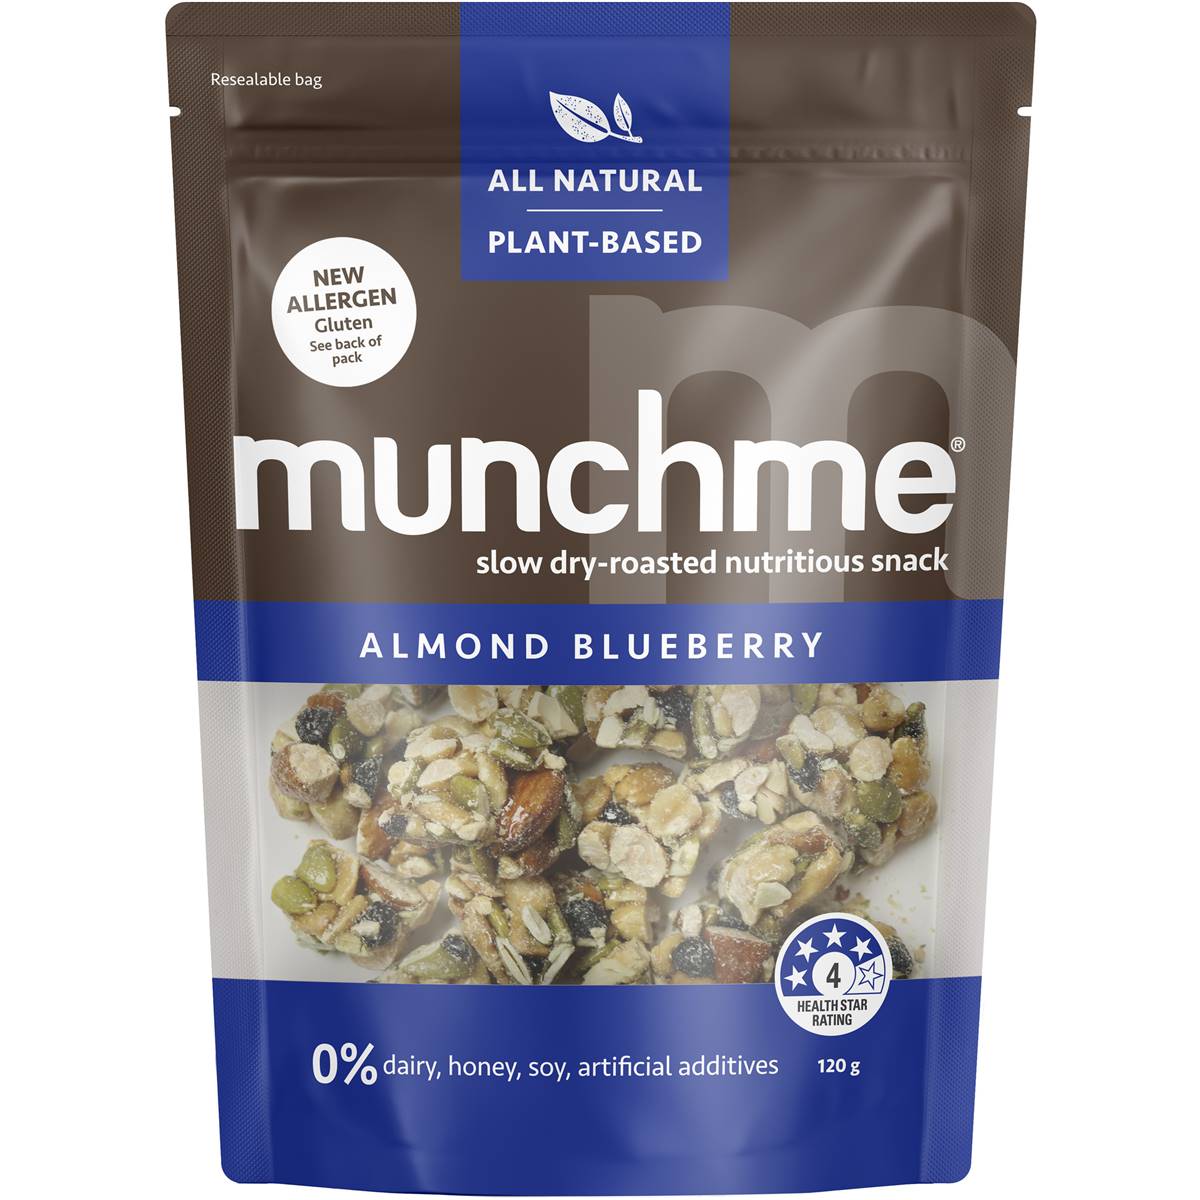 Resealable bag
ALL NATURAL
PLANT-BASED
NEW
ALLERGEN
Gluten
See back of
pack
m
munchme®
slow dry-roasted nutritious snack
ALMOND BLUEBERRY
4
HEALTH STAR
RATING
0% dairy, honey, soy, artificial additives
120 g